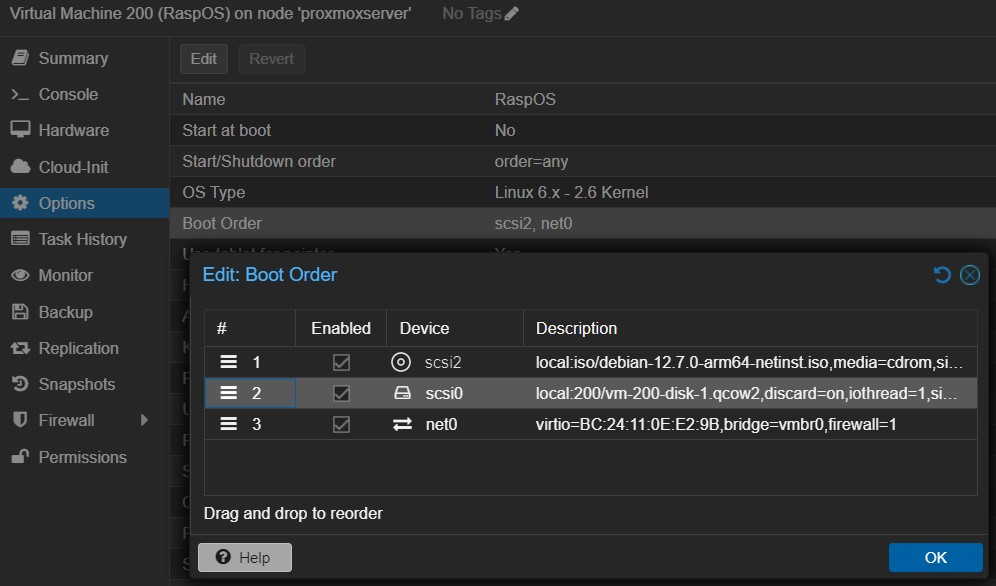 Virtual Machine 200 (RaspOS) on node 'proxmoxserver' No Tags
Summary
Console
Hardware
Cloud-Init
Options
Task History
Monitor
Backup
Replication
Snapshots
Firewall
Permissions
Edit Revert
Name RaspOS
Start at boot No
Start/Shutdown order order=any
OS Type Linux 6.x - 2.6 Kernel
Boot Order scsi2, net0
Edit: Boot Order
# Enabled Device Description
1 scsi2 local:iso/debian-12.7.0-arm64-netinst.iso,media=cdrom,si...
2 scsi0 local:200/vm-200-disk-1.qcow2,discard=on,iothread=1,si...
3 net0 virtio=BC:24:11:0E:E2:9B,bridge=vmbr0,firewall=1
Drag and drop to reorder
Help OK